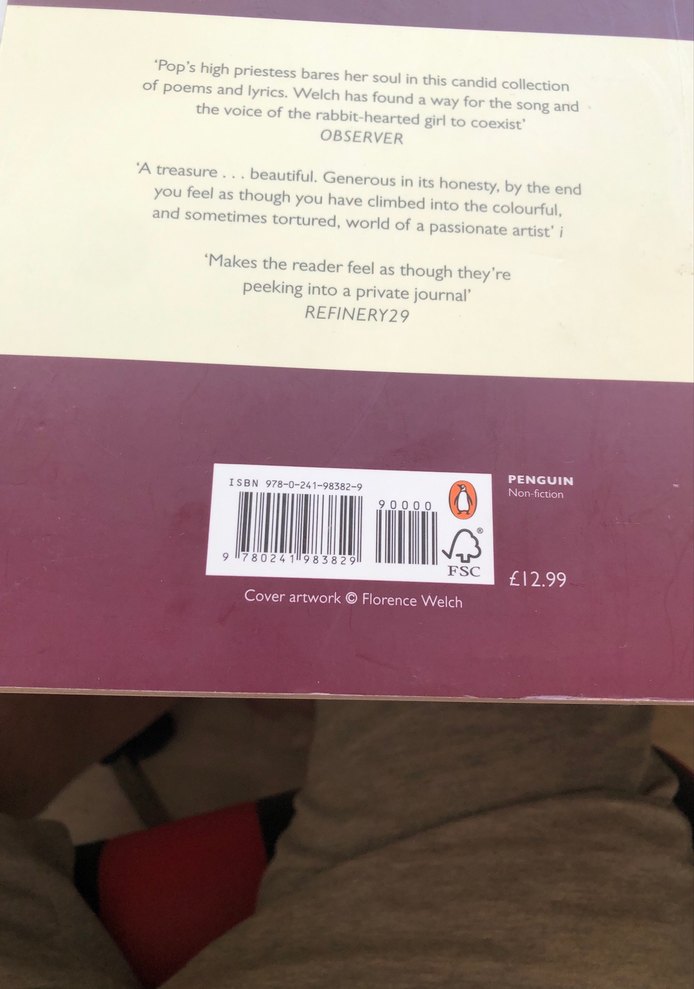 ‘Pop’s high priestess bares her soul in this candid collection
of poems and lyrics. Welch has found a way for the song and
the voice of the rabbit-hearted girl to coexist’
OBSERVER
‘A treasure . . . beautiful. Generous in its honesty, by the end
you feel as though you have climbed into the colourful,
and sometimes tortured, world of a passionate artist’ i
‘Makes the reader feel as though they’re
peeking into a private journal’
REFINERY29
ISBN 978-0-241-98382-9
90000
9 780241 983829
FSC
®
PENGUIN
Non-fiction
£12.99
Cover artwork © Florence Welch